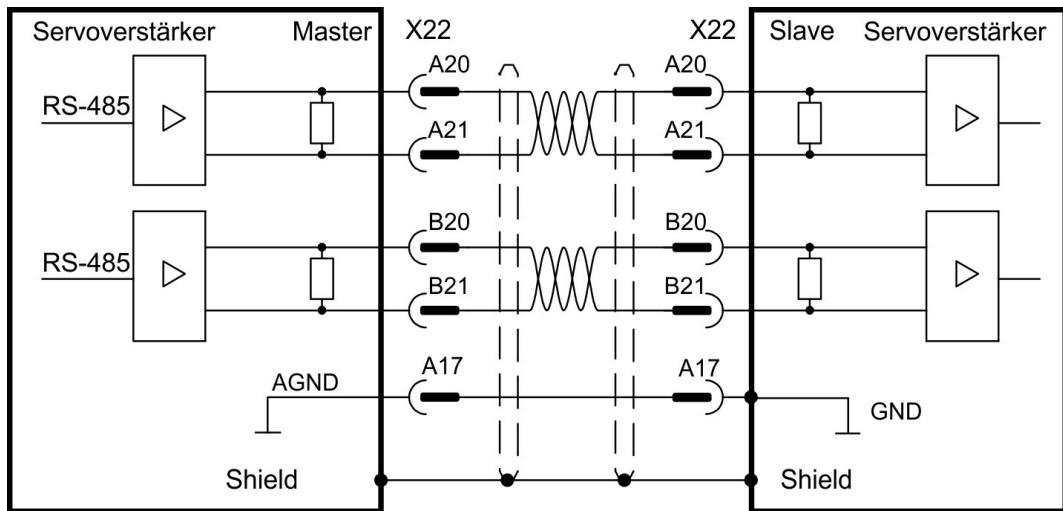 Servoverstärker Master X22 X22 Slave Servoverstärker
A20 A20
RS-485
A21 A21
B20 B20
RS-485
B21 B21
A17 A17
AGND
GND
Shield Shield